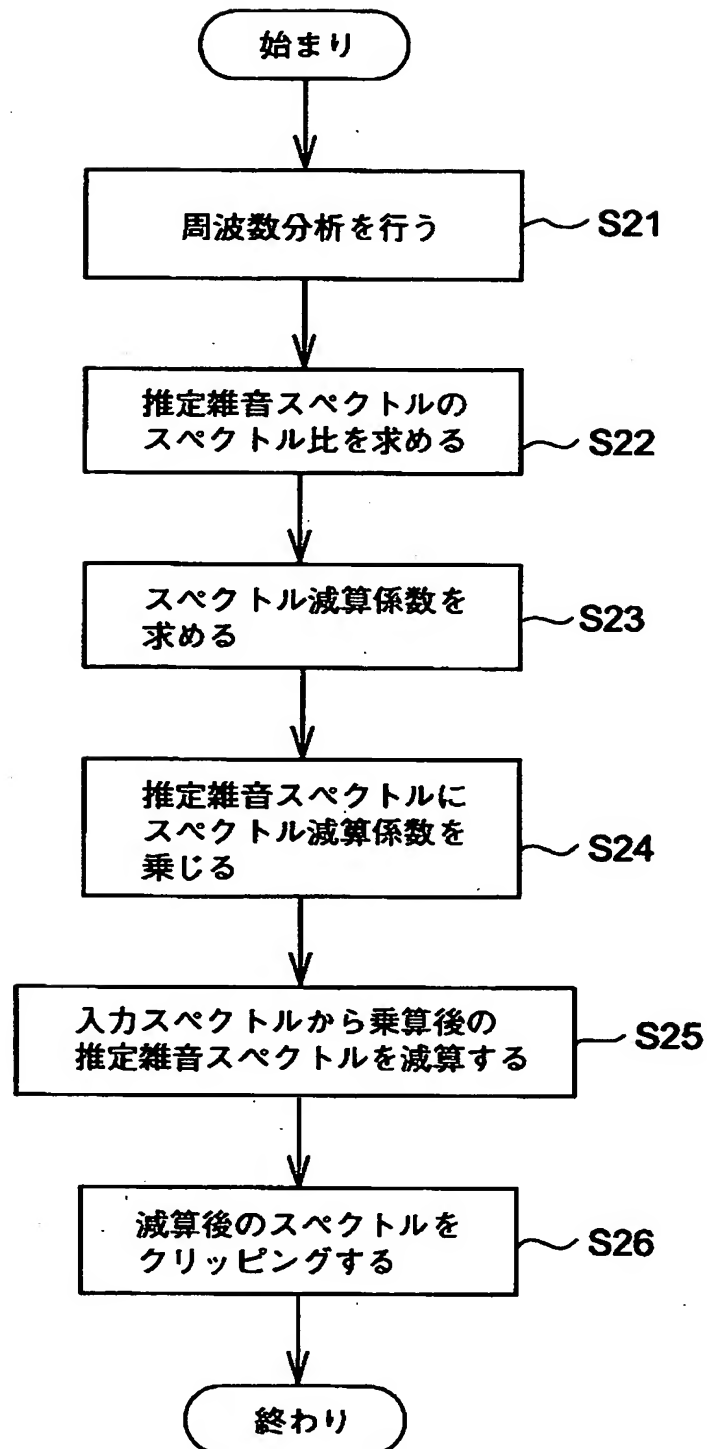 始まり
周波数分析を行う
S21
推定雑音スペクトルの
スペクトル比を求める
S22
スペクトル減算係数を
求める
S23
推定雑音スペクトルに
スペクトル減算係数を
乗じる
S24
入力スペクトルから乗算後の
推定雑音スペクトルを減算する
S25
減算後のスペクトルを
クリッピングする
S26
終わり